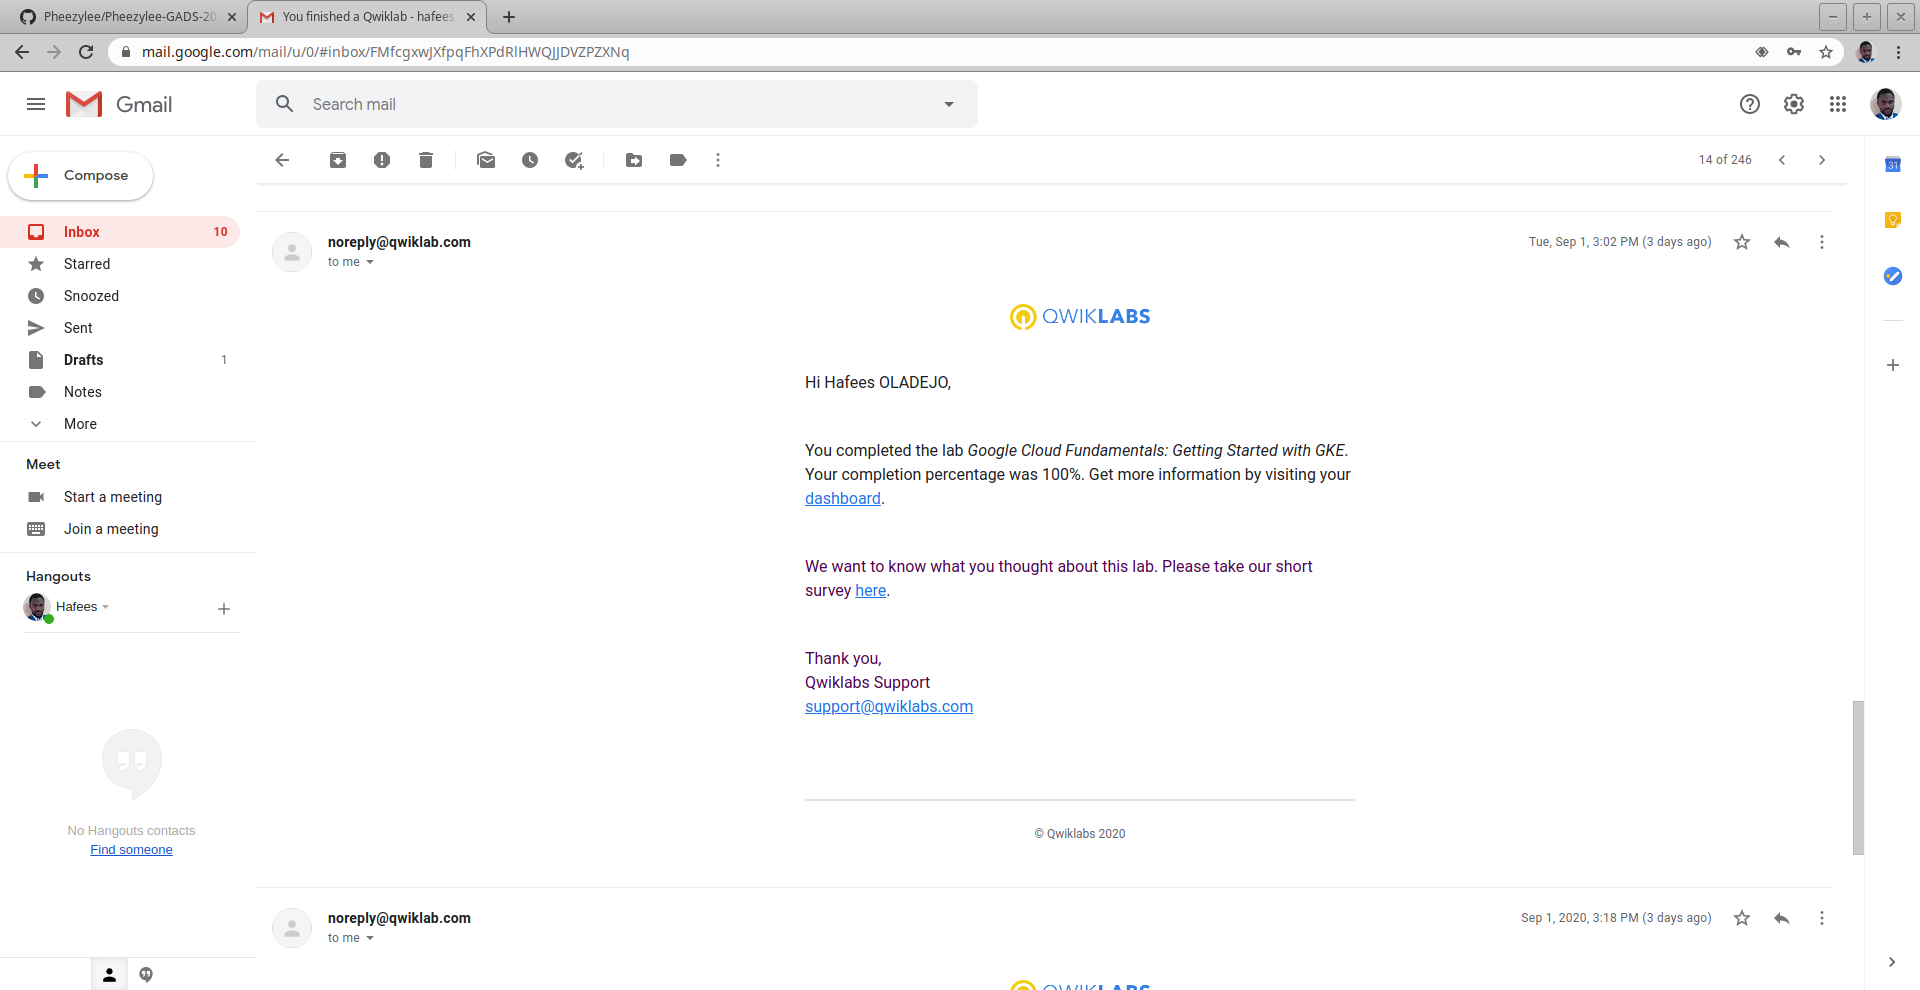 Pheezylee/Pheezylee-GADS-20
You finished a Qwiklab - hafees
mail.google.com/mail/u/0/#inbox/FMfcgxwJXfpqFhXPdRlHWQJJDVZPZXNq
Gmail
Search mail
Compose
14 of 246
31
Inbox 10
Starred
Snoozed
Sent
Drafts 1
Notes
More
Meet
Start a meeting
Join a meeting
Hangouts
Hafees
No Hangouts contacts
Find someone
noreply@qwiklab.com
Tue, Sep 1, 3:02 PM (3 days ago)
to me
QWIKLABS
Hi Hafees OLADEJO,
You completed the lab Google Cloud Fundamentals: Getting Started with GKE.
Your completion percentage was 100%. Get more information by visiting your
dashboard.
We want to know what you thought about this lab. Please take our short
survey here.
Thank you,
Qwiklabs Support
support@qwiklabs.com
© Qwiklabs 2020
noreply@qwiklab.com
Sep 1, 2020, 3:18 PM (3 days ago)
to me
QWIKLABS